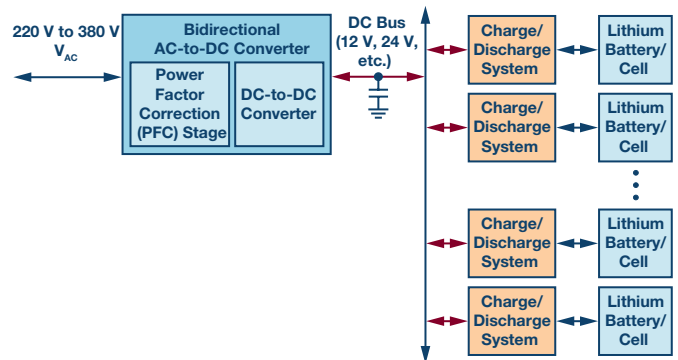 220 V to 380 V
V_AC
Bidirectional
AC-to-DC Converter
Power
Factor
Correction
(PFC) Stage
DC-to-DC
Converter
DC Bus
(12 V, 24 V,
etc.)
Charge/
Discharge
System
Lithium
Battery/
Cell
Charge/
Discharge
System
Lithium
Battery/
Cell
Charge/
Discharge
System
Lithium
Battery/
Cell
Charge/
Discharge
System
Lithium
Battery/
Cell